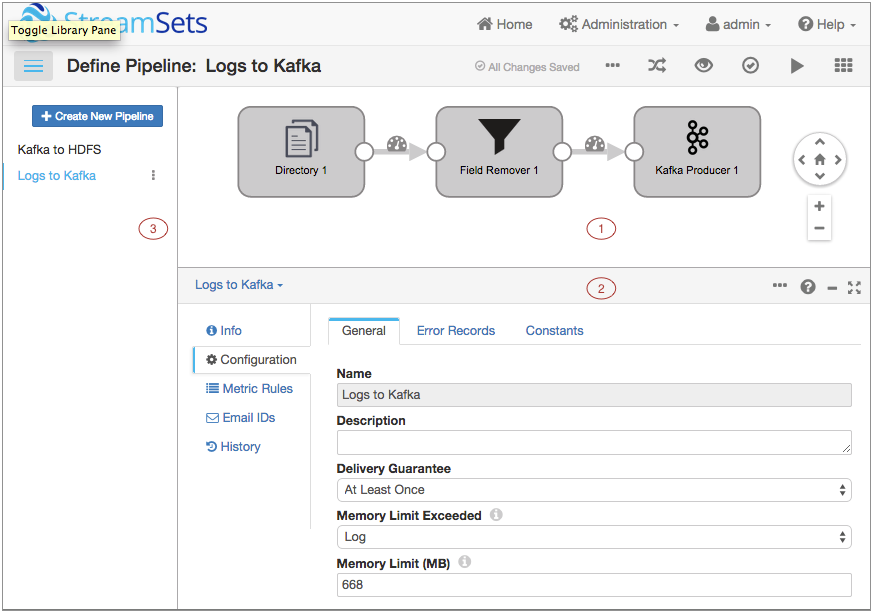 StreamSets
Toggle Library Pane
Home
Administration
admin
Help
Define Pipeline: Logs to Kafka
All Changes Saved
Create New Pipeline
Kafka to HDFS
Logs to Kafka
3
Directory 1
Field Remover 1
Kafka Producer 1
1
Logs to Kafka
2
Info
Configuration
Metric Rules
Email IDs
History
General
Error Records
Constants
Name
Logs to Kafka
Description
Delivery Guarantee
At Least Once
Memory Limit Exceeded
Log
Memory Limit (MB)
668